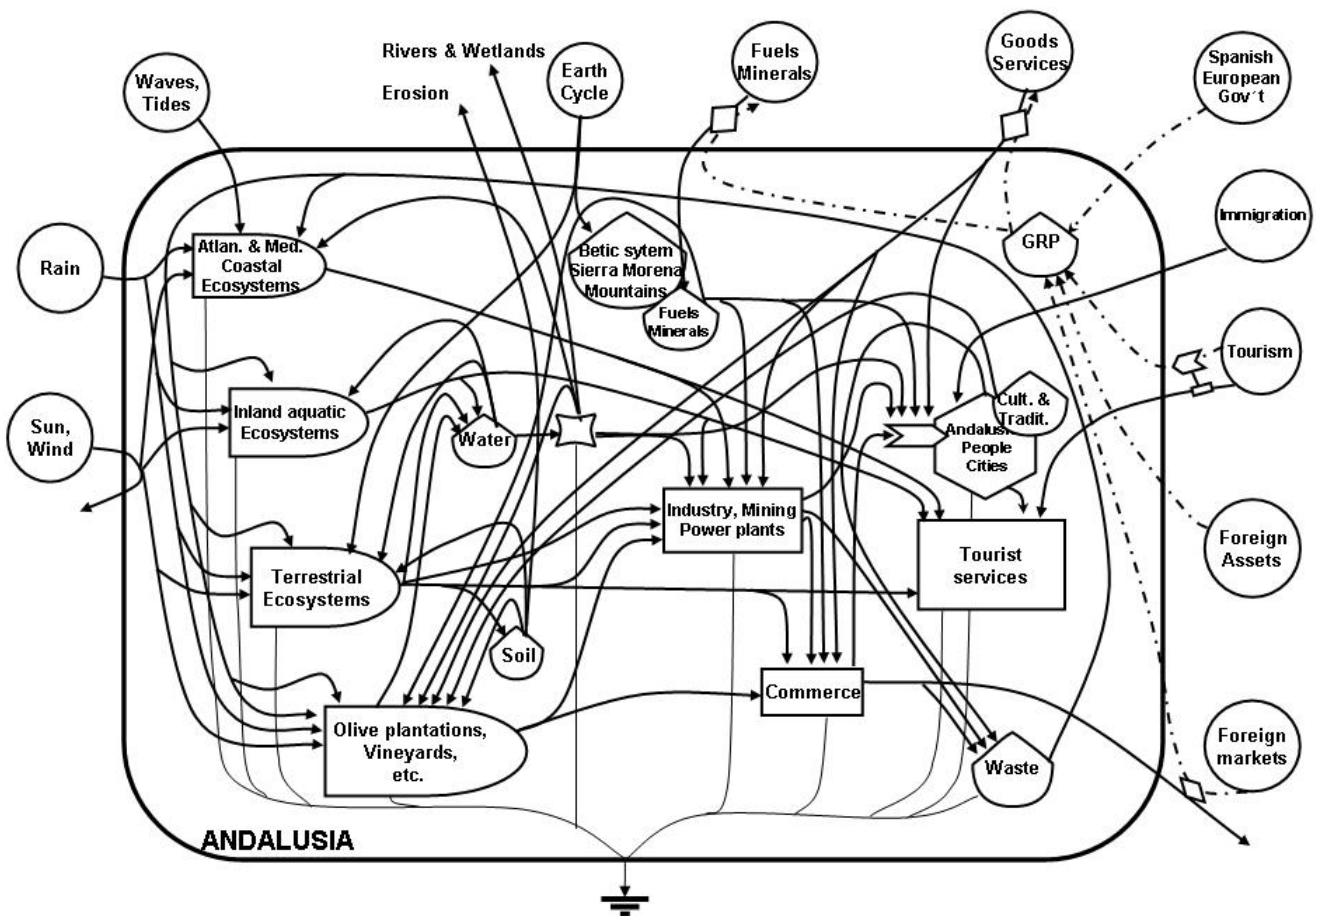 Rivers & Wetlands
Erosion
Earth
Cycle
Fuels
Minerals
Goods
Services
Spanish
European
Gov´t
Waves,
Tides
Immigration
Rain
Atlan. & Med.
Coastal
Ecosystems
Betic sytem
Sierra Morena
Mountains
Fuels
Minerals
GRP
Tourism
Sun,
Wind
Inland aquatic
Ecosystems
Water
Cult. &
Tradit.
Andalusi
People
Cities
Industry, Mining
Power plants
Tourist
services
Foreign
Assets
Terrestrial
Ecosystems
Soil
Commerce
Olive plantations,
Vineyards,
etc.
Waste
Foreign
markets
ANDALUSIA